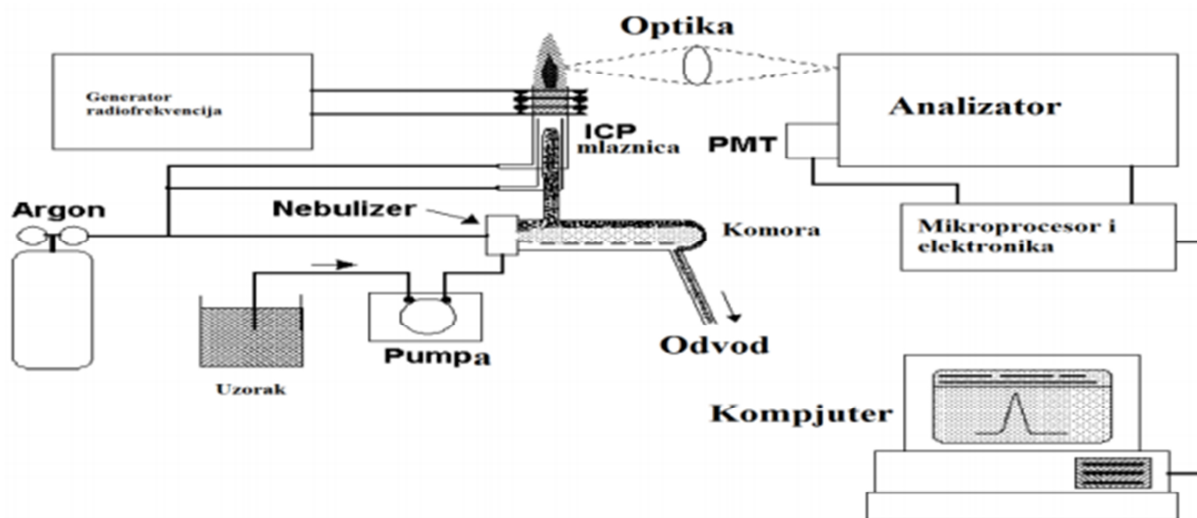 Optika
Generator
radiofrekvencija
Analizator
ICP
mlaznica
PMT
Argon
Nebulizer
Komora
Mikroprocesor i
elektronika
Pumpa
Odvod
Uzorak
Kompjuter